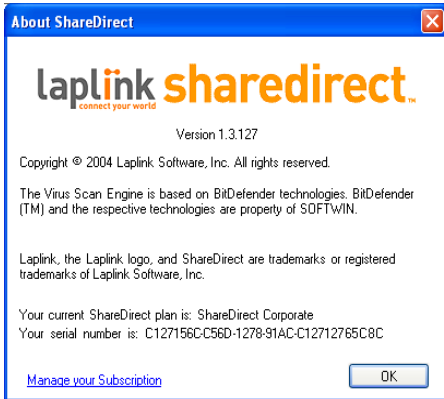 About ShareDirect
laplink sharedirect™
connect your world
Version 1.3.127
Copyright © 2004 Laplink Software, Inc. All rights reserved.
The Virus Scan Engine is based on BitDefender technologies. BitDefender
(TM) and the respective technologies are property of SOFTWIN.
Laplink, the Laplink logo, and ShareDirect are trademarks or registered
trademarks of Laplink Software, Inc.
Your current ShareDirect plan is: ShareDirect Corporate
Your serial number is: C127156C-C56D-1278-91AC-C12712765C8C
Manage your Subscription
OK